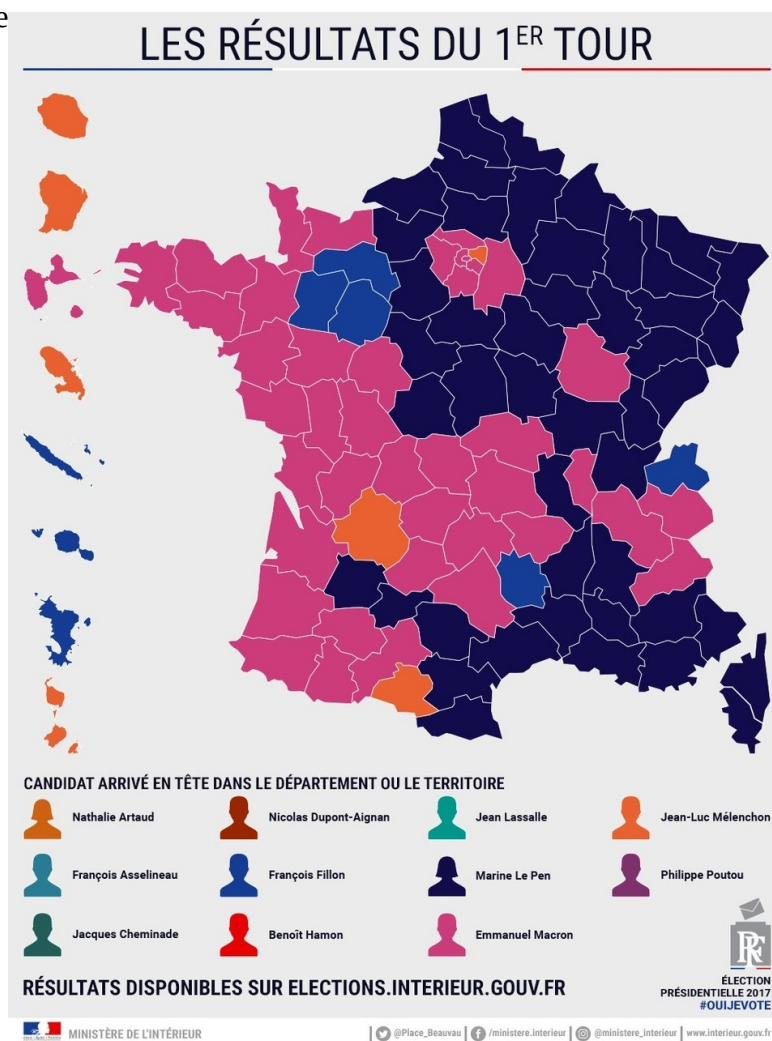 e
LES RÉSULTATS DU 1ER TOUR
CANDIDAT ARRIVÉ EN TÊTE DANS LE DÉPARTEMENT OU LE TERRITOIRE
Nathalie Artaud
Nicolas Dupont-Aignan
Jean Lassalle
Jean-Luc Mélenchon
François Asselineau
François Fillon
Marine Le Pen
Philippe Poutou
Jacques Cheminade
Benoît Hamon
Emmanuel Macron
RF
RÉSULTATS DISPONIBLES SUR ELECTIONS.INTERIEUR.GOUV.FR
ÉLECTION
PRÉSIDENTIELLE 2017
#OUIJEVOTE
MINISTÈRE DE L'INTÉRIEUR
@Place_Beauvau
/ministere.interieur
@ministere_interieur
www.interieur.gouv.fr